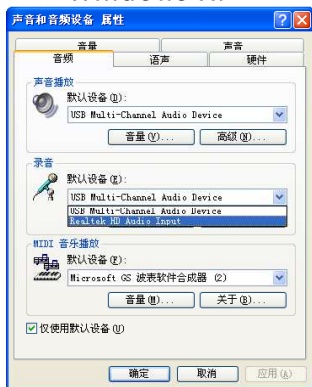 声音和音频设备 属性
音量 声音
音频 语声 硬件
声音播放
默认设备(D):
USB Multi-Channel Audio Device
音量(V)... 高级(N)...
录音
默认设备(E):
USB Multi-Channel Audio Device
USB Multi-Channel Audio Device
Realtek HD Audio Input
MIDI 音乐播放
默认设备(F):
Microsoft GS 波表软件合成器 (2)
音量(M)... 关于(B)...
仅使用默认设备(U)
确定 取消 应用(A)